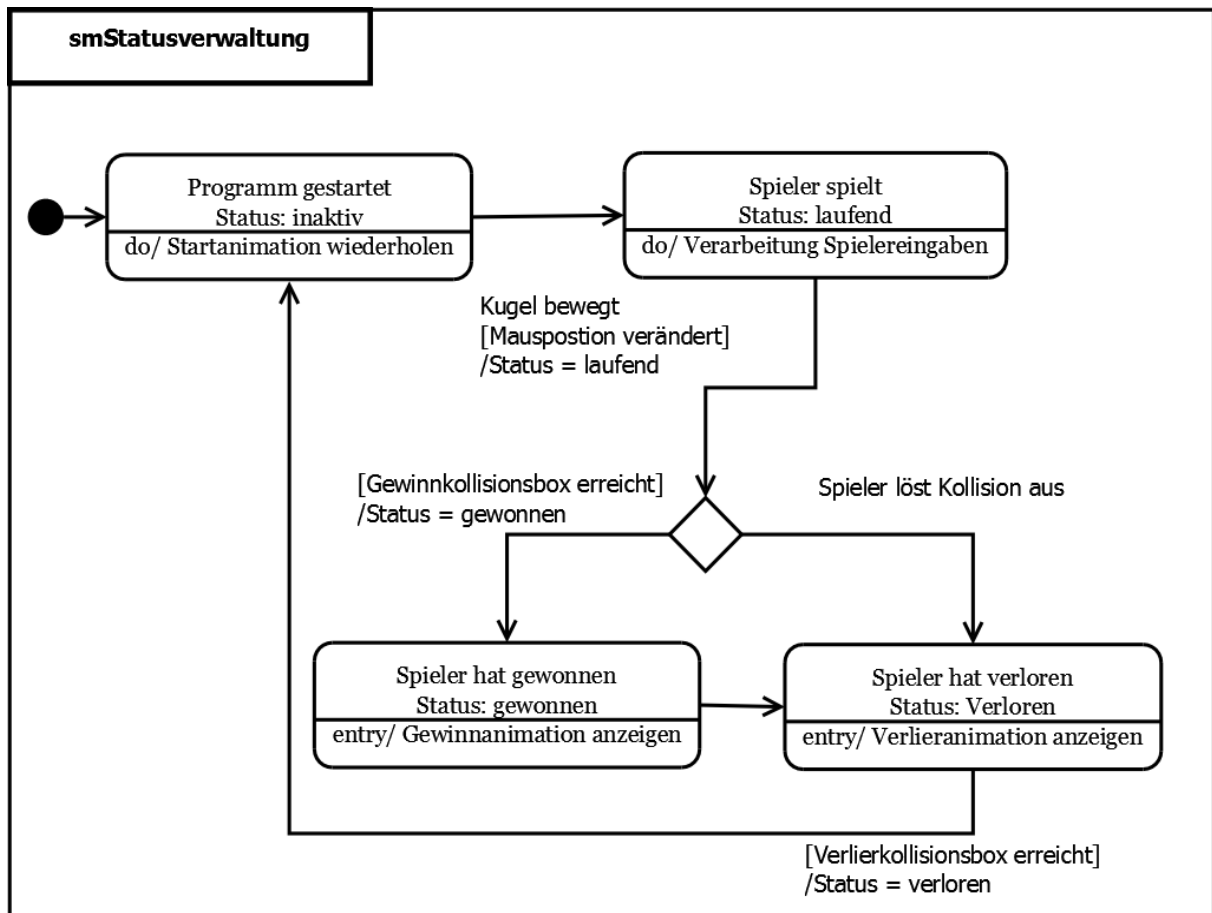 smStatusverwaltung
Programm gestartet
Status: inaktiv
do/ Startanimation wiederholen
Spieler spielt
Status: laufend
do/ Verarbeitung Spielereingaben
Kugel bewegt
[Mauspostion verändert]
/Status = laufend
[Gewinnkollisionsbox erreicht]
/Status = gewonnen
Spieler löst Kollision aus
Spieler hat gewonnen
Status: gewonnen
entry/ Gewinnanimation anzeigen
Spieler hat verloren
Status: Verloren
entry/ Verlieranimation anzeigen
[Verlierkollisionsbox erreicht]
/Status = verloren